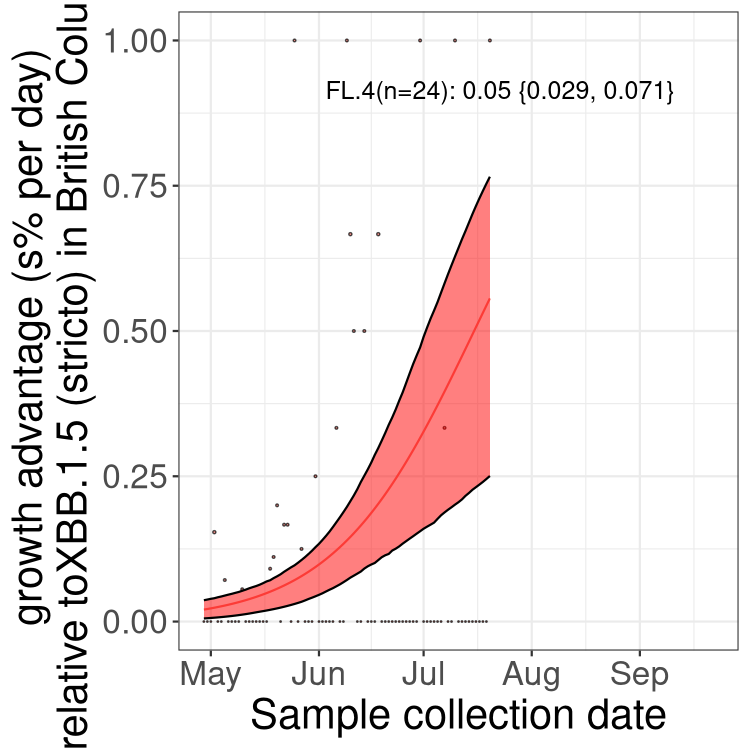 growth advantage (s% per day)
relative toXBB.1.5 (stricto) in British Colu
1.00
0.75
0.50
0.25
0.00
FL.4(n=24): 0.05 {0.029, 0.071}
May Jun Jul Aug Sep
Sample collection date